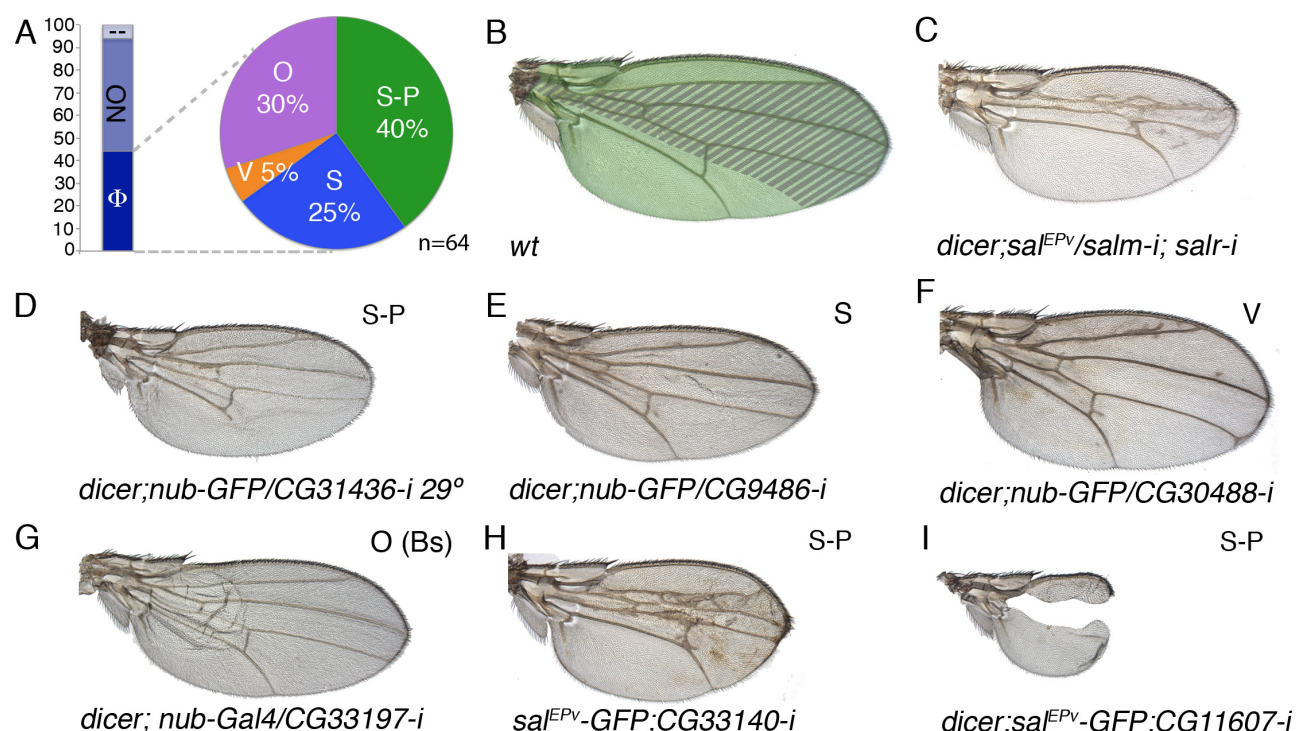 A
100
90
80
70
60
50
40
30
20
10
0
--
NO
Φ
O
30%
S-P
40%
V 5%
S
25%
n=64
B
wt
C
dicer;sal^EPv/salm-i; salr-i
D
S-P
dicer;nub-GFP/CG31436-i 29º
E
S
dicer;nub-GFP/CG9486-i
F
V
dicer;nub-GFP/CG30488-i
G
O (Bs)
dicer; nub-Gal4/CG33197-i
H
S-P
sal^EPv-GFP;CG33140-i
I
S-P
dicer;sal^EPv-GFP;CG11607-i